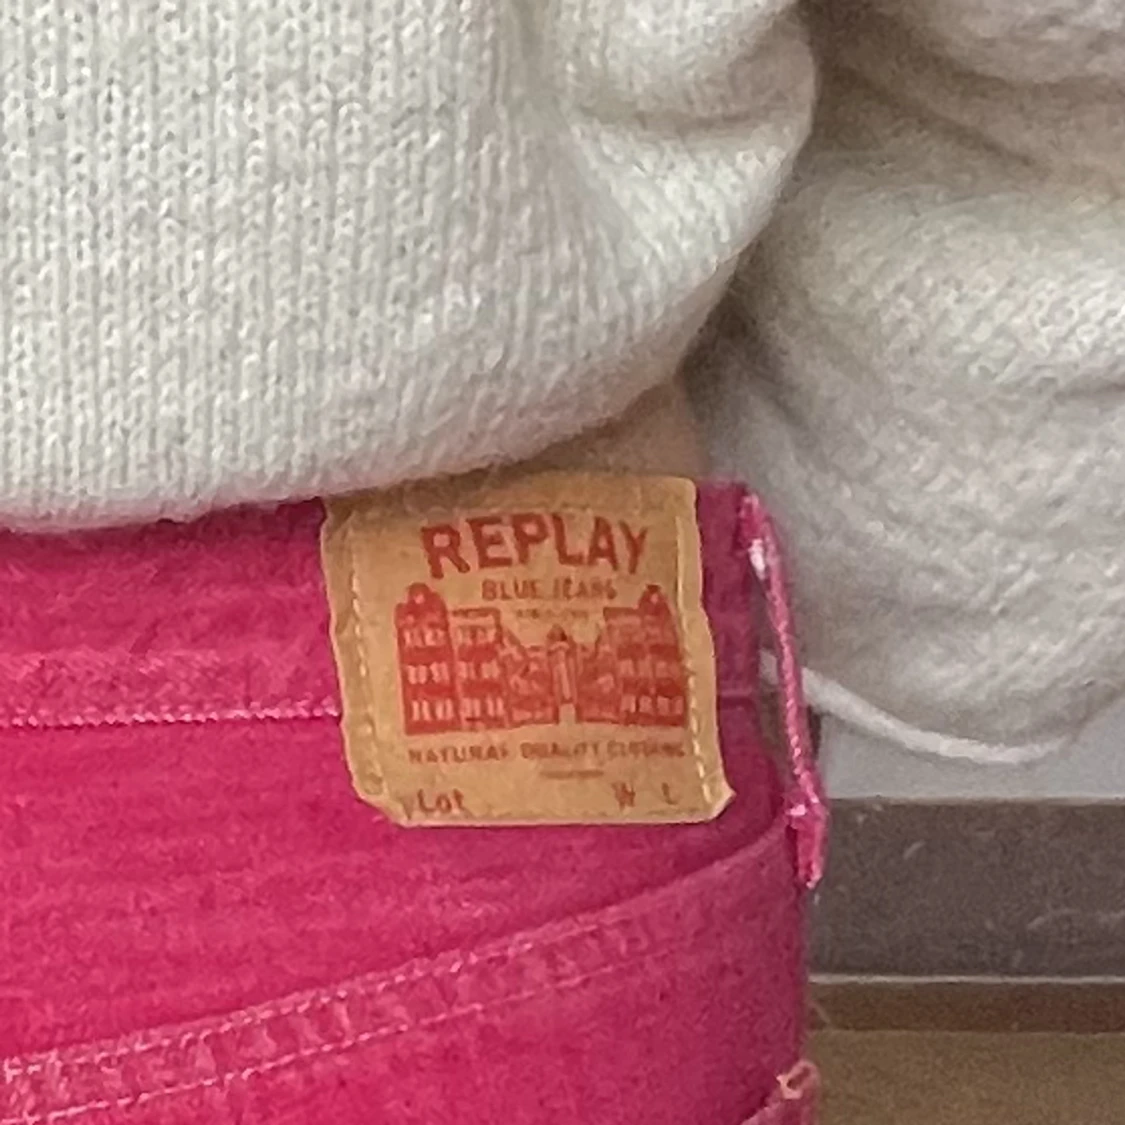 REPLAY
BLUE JEANS
NATURAL QUALITY CLOTHING
Lot W L